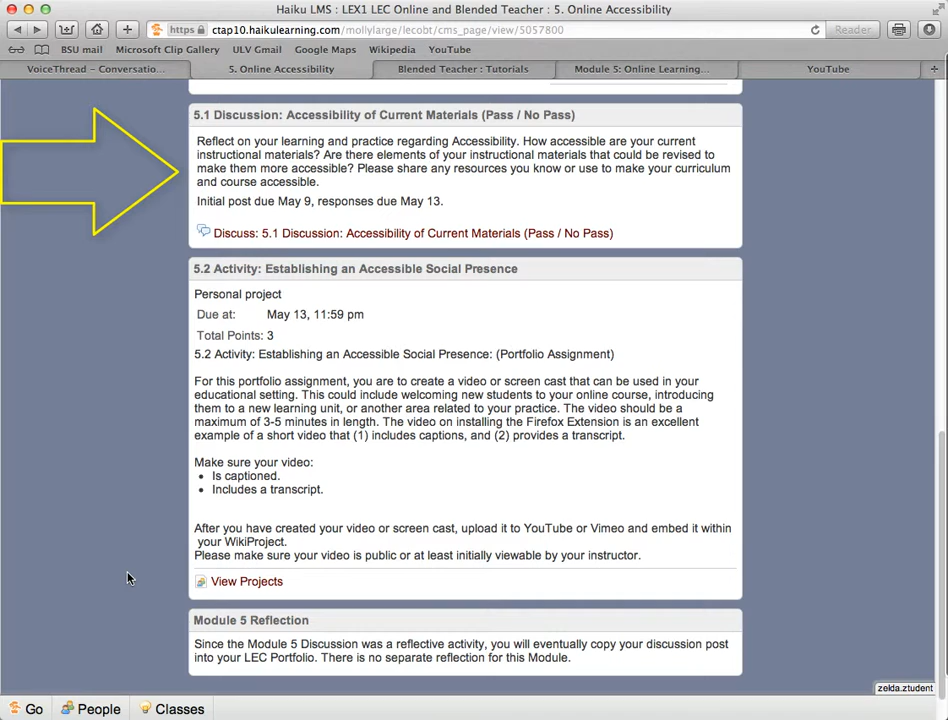 Haiku LMS : LEX1 LEC Online and Blended Teacher : 5. Online Accessibility
https ctap10.haikulearning.com/mollylarge/lecobt/cms_page/view/5057800
Reader
BSU mail Microsoft Clip Gallery ULV Gmail Google Maps Wikipedia YouTube
VoiceThread – Conversatio... 5. Online Accessibility Blended Teacher : Tutorials Module 5: Online Learning... YouTube
5.1 Discussion: Accessibility of Current Materials (Pass / No Pass)
Reflect on your learning and practice regarding Accessibility. How accessible are your current
instructional materials? Are there elements of your instructional materials that could be revised to
make them more accessible? Please share any resources you know or use to make your curriculum
and course accessible.
Initial post due May 9, responses due May 13.
Discuss: 5.1 Discussion: Accessibility of Current Materials (Pass / No Pass)
5.2 Activity: Establishing an Accessible Social Presence
Personal project
Due at: May 13, 11:59 pm
Total Points: 3
5.2 Activity: Establishing an Accessible Social Presence: (Portfolio Assignment)
For this portfolio assignment, you are to create a video or screen cast that can be used in your
educational setting. This could include welcoming new students to your online course, introducing
them to a new learning unit, or another area related to your practice. The video should be a
maximum of 3-5 minutes in length. The video on installing the Firefox Extension is an excellent
example of a short video that (1) includes captions, and (2) provides a transcript.
Make sure your video:
• Is captioned.
• Includes a transcript.
After you have created your video or screen cast, upload it to YouTube or Vimeo and embed it within
your WikiProject.
Please make sure your video is public or at least initially viewable by your instructor.
View Projects
Module 5 Reflection
Since the Module 5 Discussion was a reflective activity, you will eventually copy your discussion post
into your LEC Portfolio. There is no separate reflection for this Module.
zelda.ztudent
Go People Classes